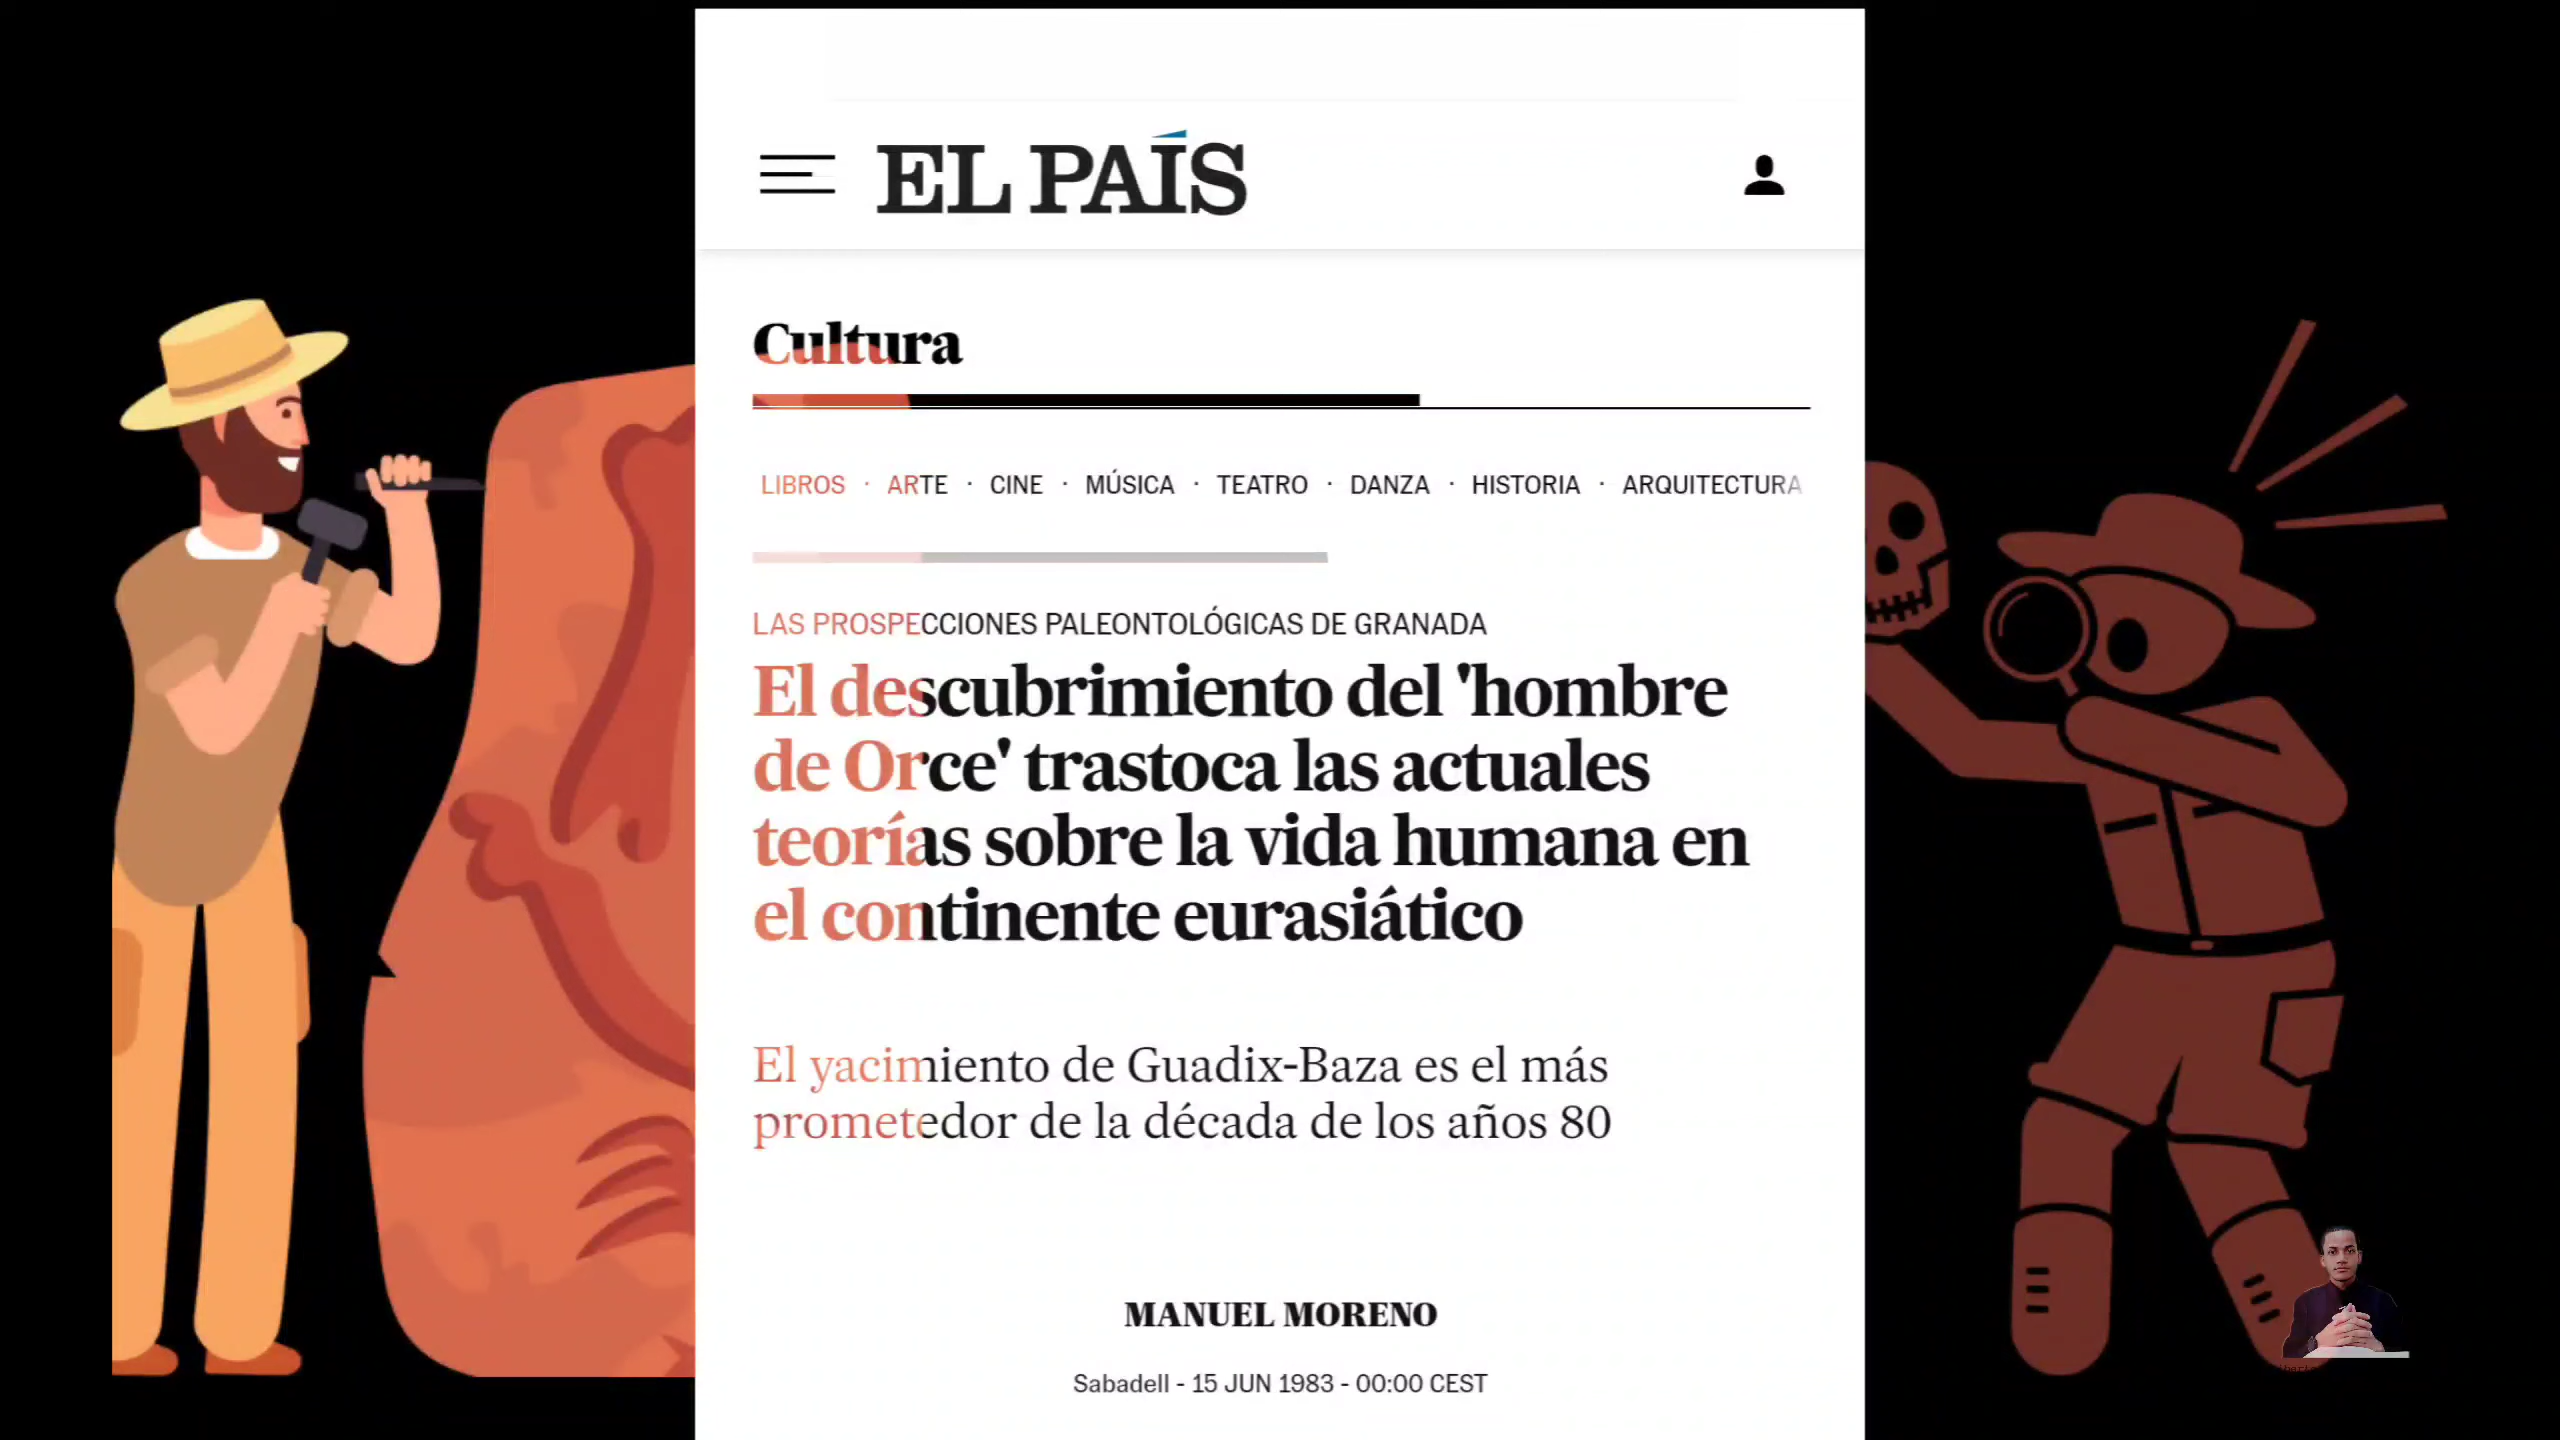 EL PAÍS
Cultura
LIBROS · ARTE · CINE · MÚSICA · TEATRO · DANZA · HISTORIA · ARQUITECTURA
LAS PROSPECCIONES PALEONTOLÓGICAS DE GRANADA
El descubrimiento del 'hombre
de Orce' trastoca las actuales
teorías sobre la vida humana en
el continente eurasiático
El yacimiento de Guadix-Baza es el más
prometedor de la década de los años 80
MANUEL MORENO
Sabadell - 15 JUN 1983 - 00:00 CEST